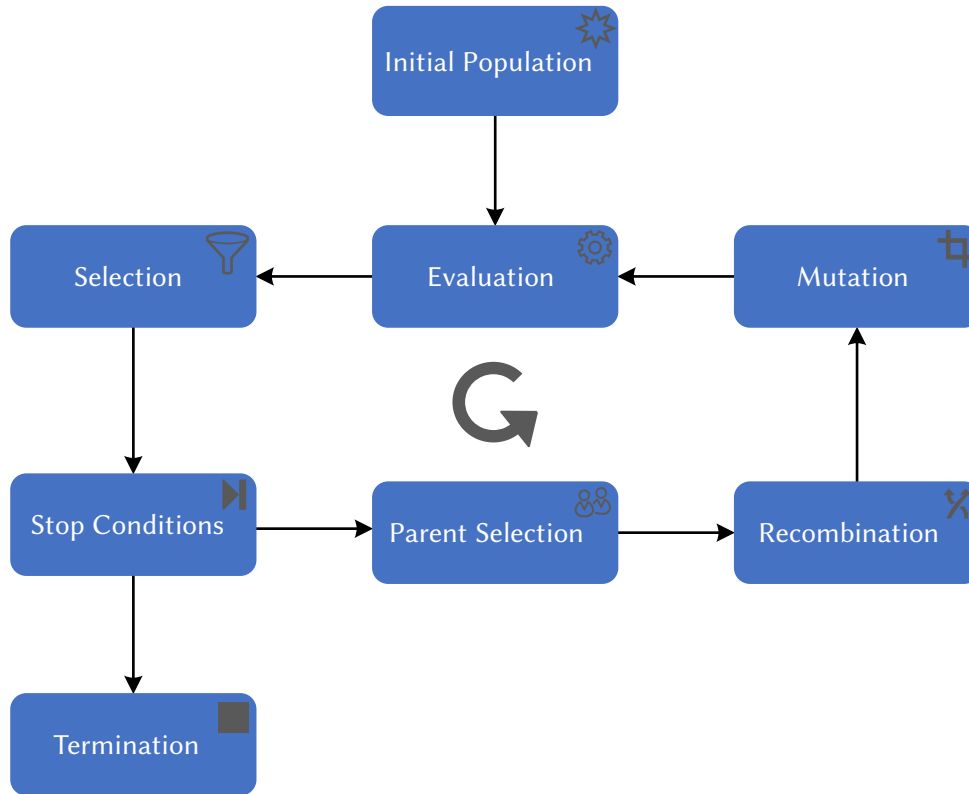 Initial Population
Selection
Evaluation
Mutation
Stop Conditions
Parent Selection
Recombination
Termination